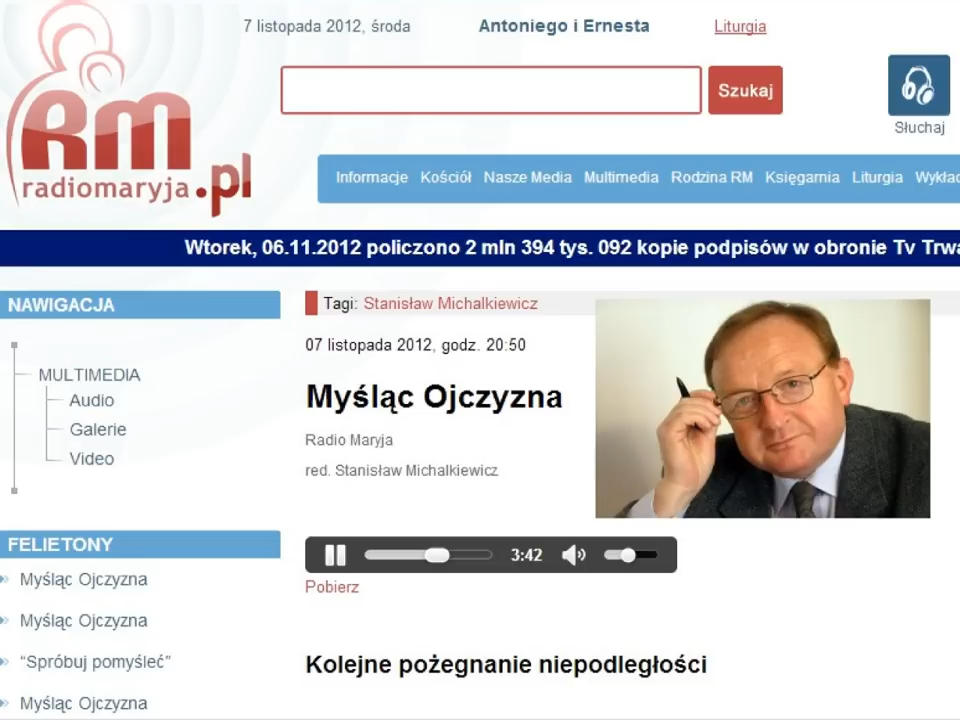 7 listopada 2012, środa
Antoniego i Ernesta
Liturgia
RM
radiomaryja.pl
Szukaj
Słuchaj
Informacje Kościół Nasze Media Multimedia Rodzina RM Księgarnia Liturgia
Wtorek, 06.11.2012 policzono 2 mln 394 tys. 092 kopie podpisów w obronie Tv
NAWIGACJA
MULTIMEDIA
Audio
Galerie
Video
FELIETONY
Myśląc Ojczyzna
Myśląc Ojczyzna
“Spróbuj pomyśleć”
Myśląc Ojczyzna
Tagi: Stanisław Michalkiewicz
07 listopada 2012, godz. 20:50
Myśląc Ojczyzna
Radio Maryja
red. Stanisław Michalkiewicz
3:42
Pobierz
Kolejne pożegnanie niepodległości